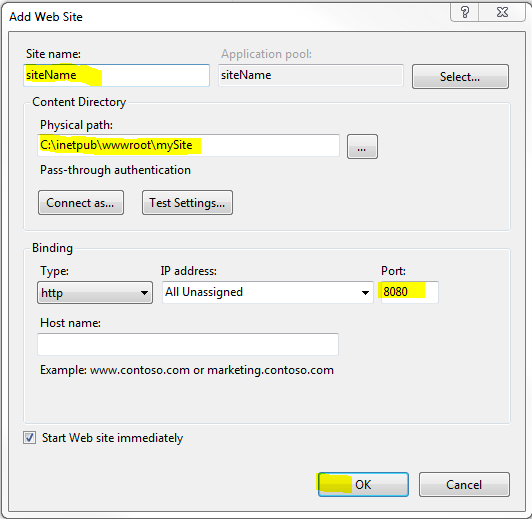 Add Web Site
?
Site name:
Application pool:
siteName
siteName
Select...
Content Directory
Physical path:
C:\inetpub\wwwroot\mySite
...
Pass-through authentication
Connect as...
Test Settings...
Binding
Type:
IP address:
Port:
http
All Unassigned
8080
Host name:
Example: www.contoso.com or marketing.contoso.com
Start Web site immediately
OK
Cancel